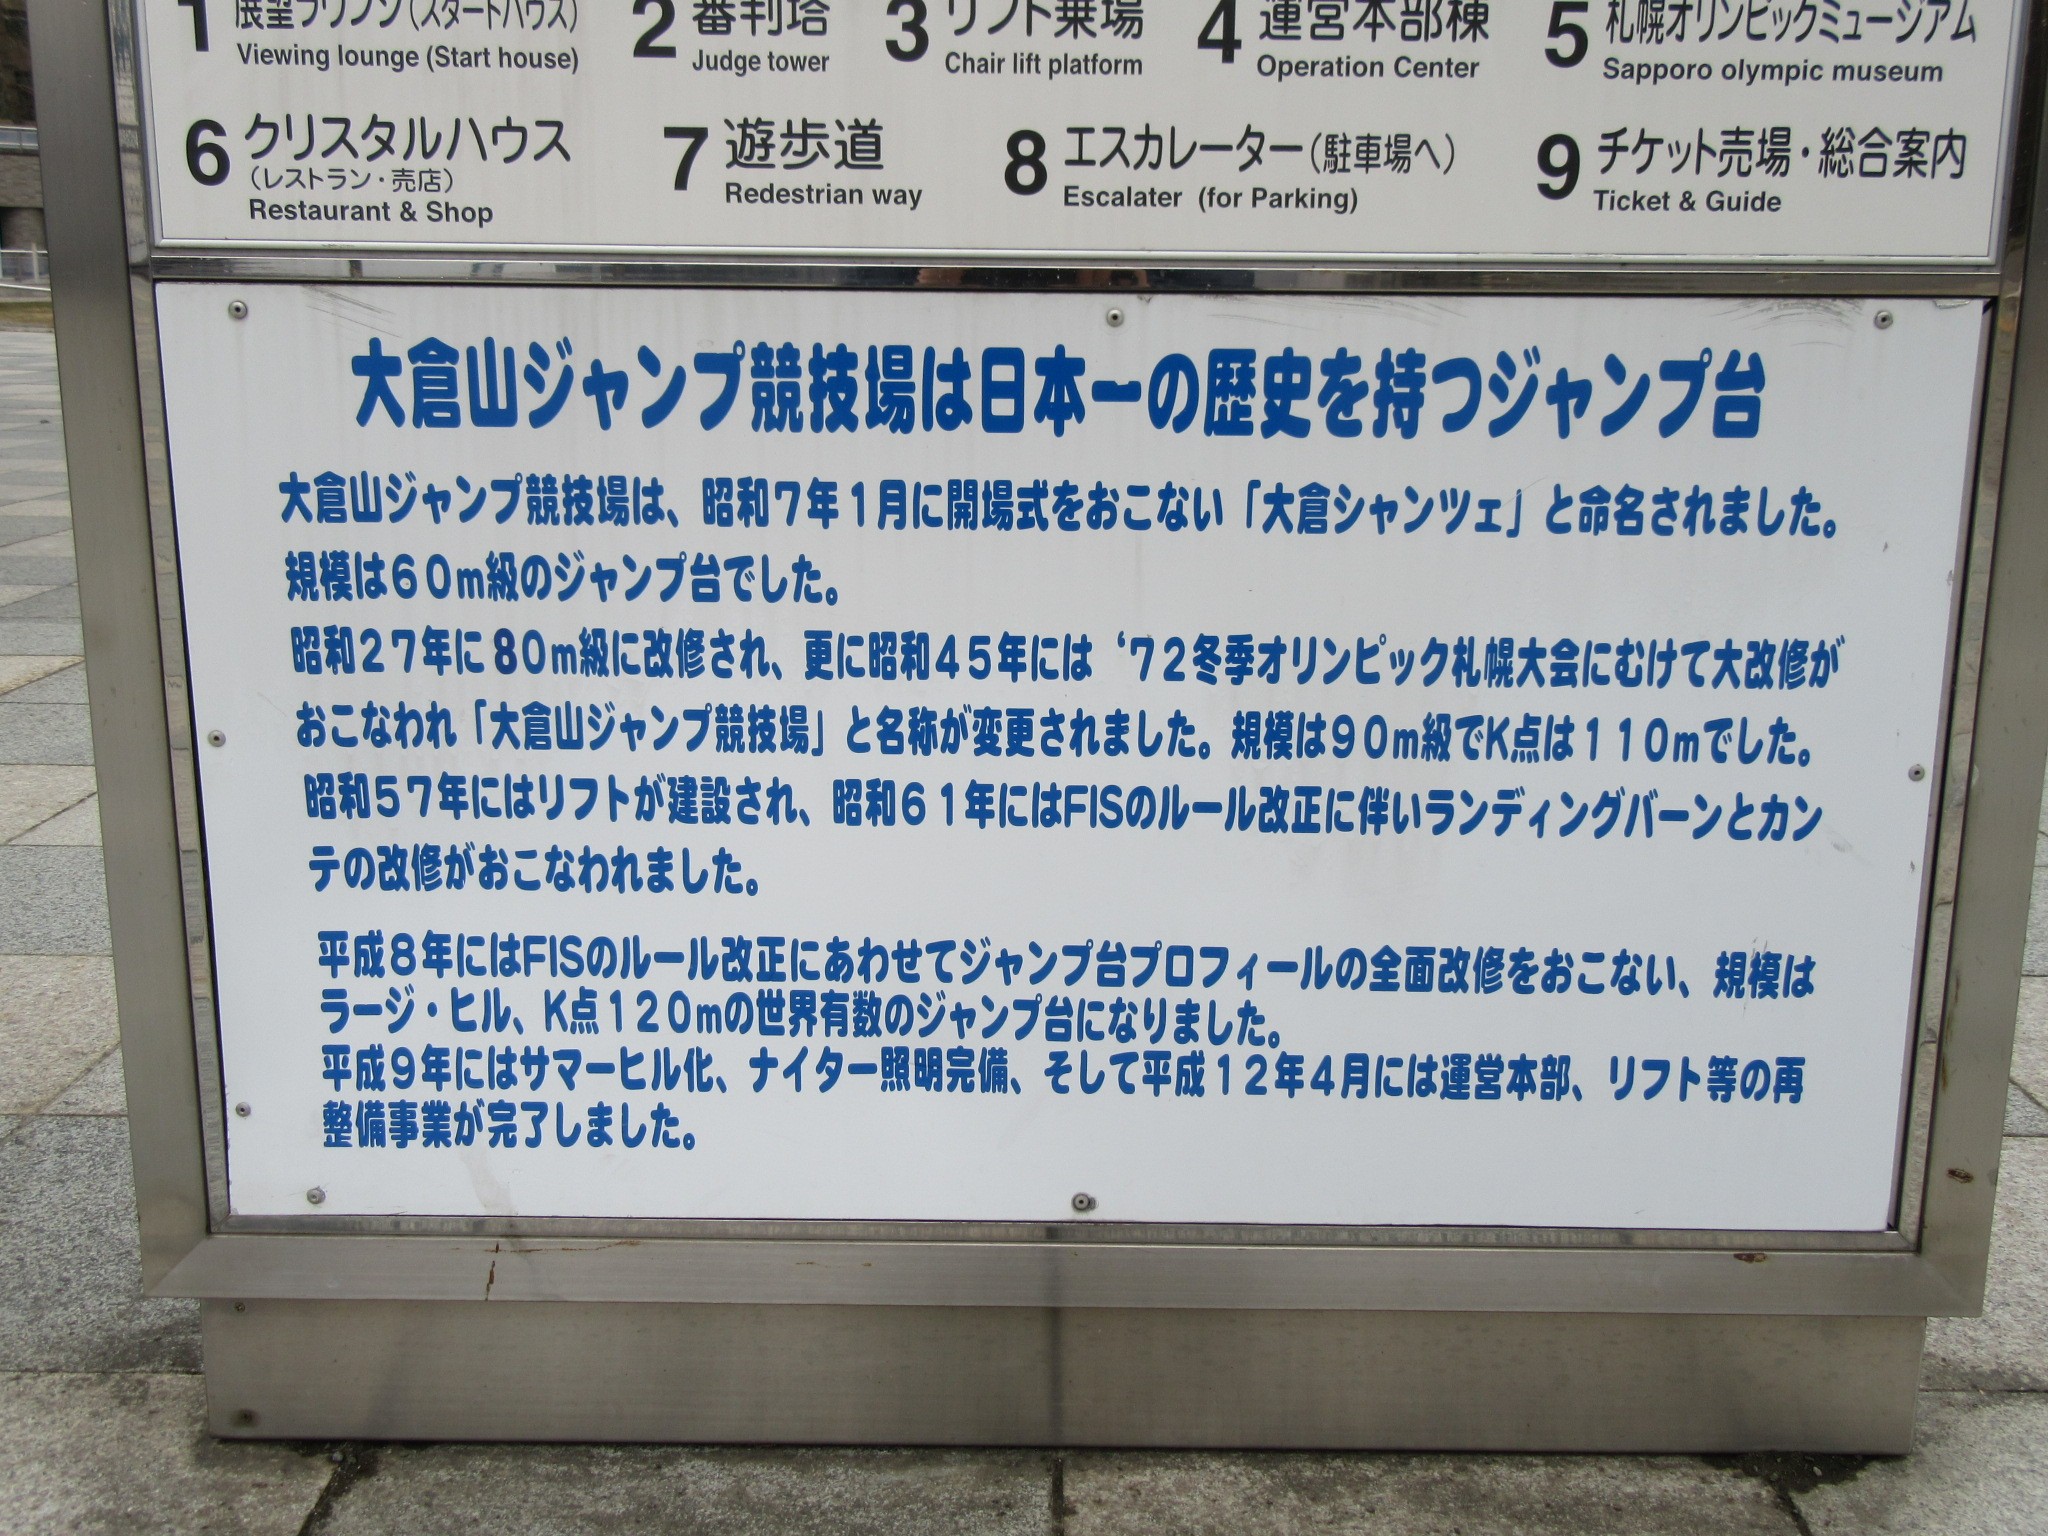 1 展望ラウンジ(スタートハウス) 2 審判塔 3 リフト乗場 4 運営本部棟 5 札幌オリンピックミュージアム
Viewing lounge (Start house) Judge tower Chair lift platform Operation Center Sapporo olympic museum
6 クリスタルハウス 7 遊歩道 8 エスカレーター(駐車場へ) 9 チケット売場・総合案内
(レストラン・売店)
Restaurant & Shop Redestrian way Escalater (for Parking) Ticket & Guide
大倉山ジャンプ競技場は日本一の歴史を持つジャンプ台
大倉山ジャンプ競技場は、昭和7年1月に開場式をおこない「大倉シャンツェ」と命名されました。
規模は60m級のジャンプ台でした。
昭和27年に80m級に改修され、更に昭和45年には'72冬季オリンピック札幌大会にむけて大改修が
おこなわれ「大倉山ジャンプ競技場」と名称が変更されました。規模は90m級でK点は110mでした。
昭和57年にはリフトが建設され、昭和61年にはFISのルール改正に伴いランディングバーンとカン
テの改修がおこなわれました。
平成8年にはFISのルール改正にあわせてジャンプ台プロフィールの全面改修をおこない、規模は
ラージ・ヒル、K点120mの世界有数のジャンプ台になりました。
平成9年にはサマーヒル化、ナイター照明完備、そして平成12年4月には運営本部、リフト等の再
整備事業が完了しました。